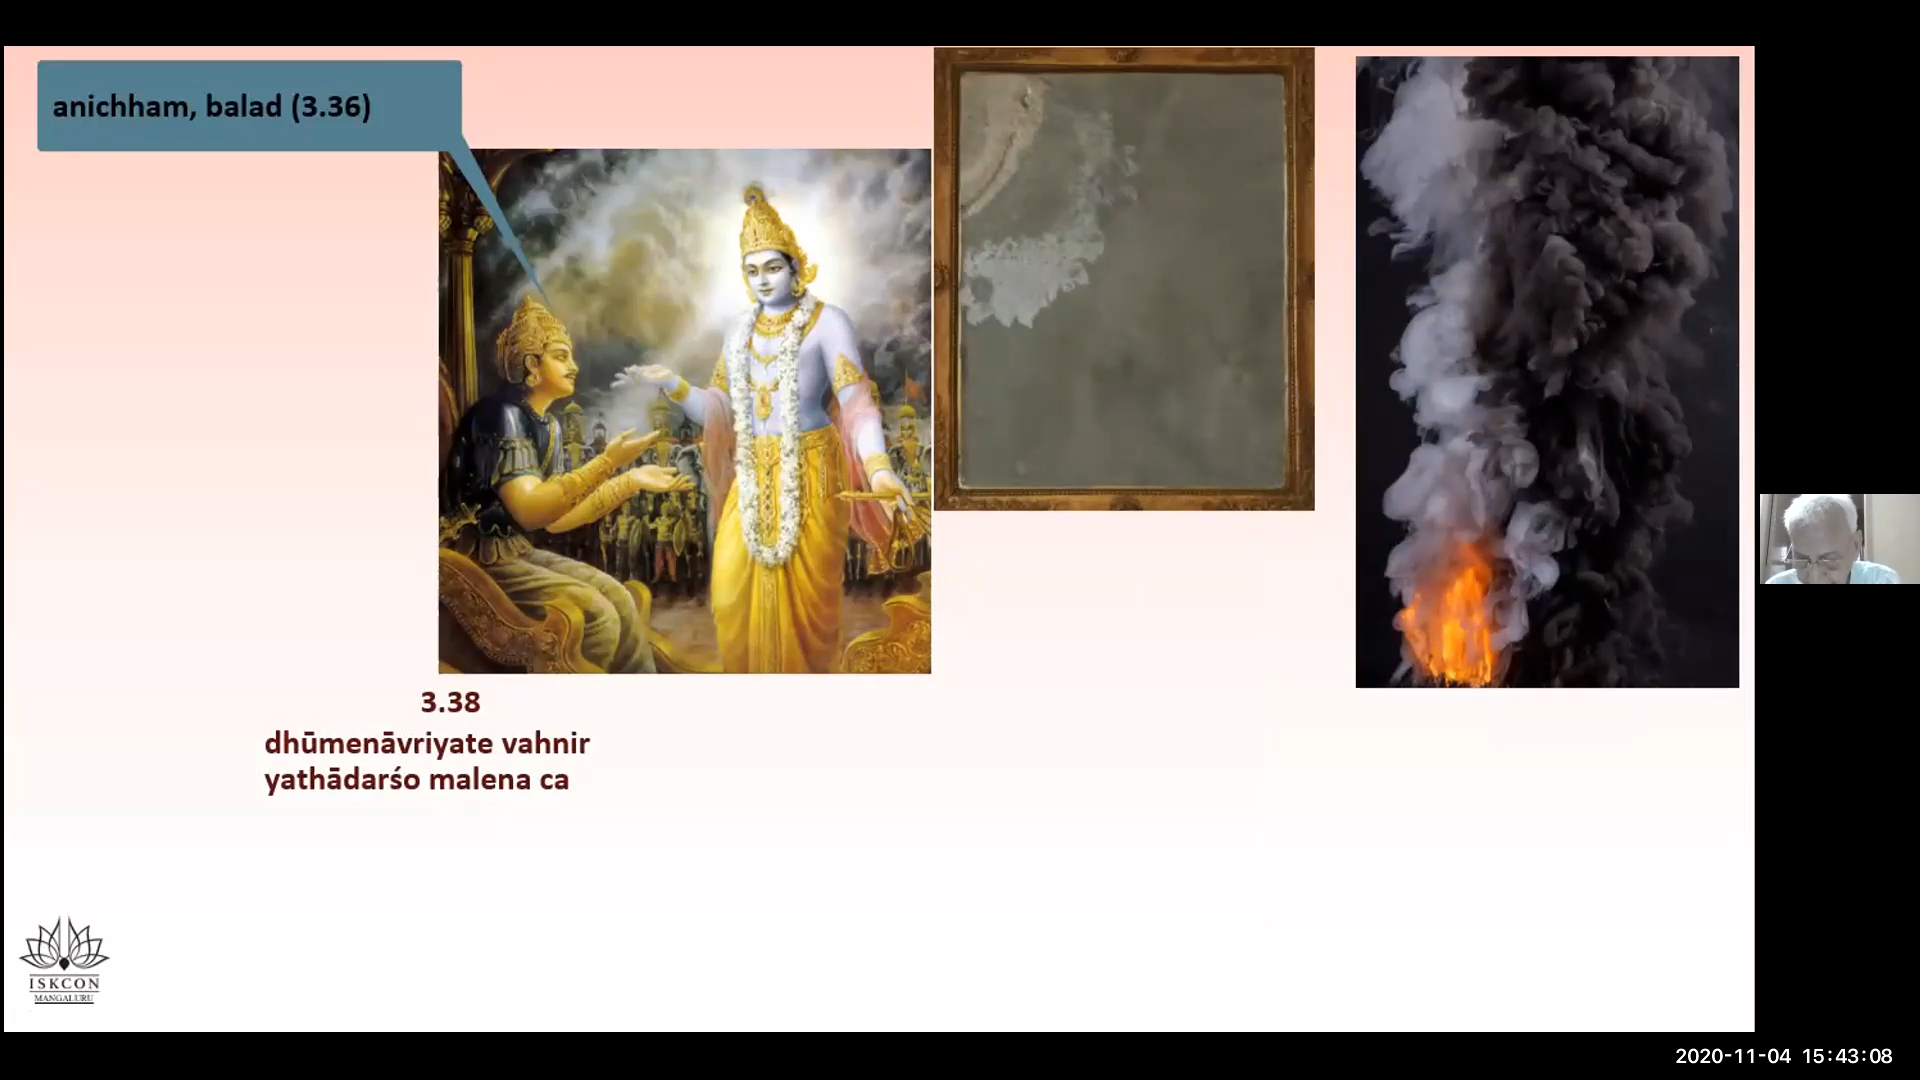 anichham, balad (3.36)
3.38
dhūmenāvriyate vahnir
yathādarśo malena ca
ISKCON
MANGALURU
2020-11-04 15:43:08